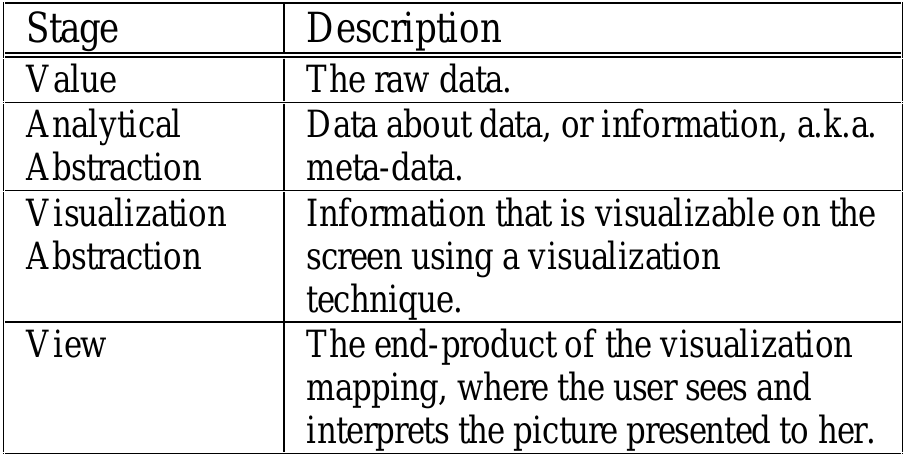 Stage Description
Value The raw data.
Analytical Data about data, or information, a.k.a.
Abstraction meta-data.
Visualization Information that is visualizable on the
Abstraction screen using a visualization
technique.
View The end-product of the visualization
mapping, where the user sees and
interprets the picture presented to her.